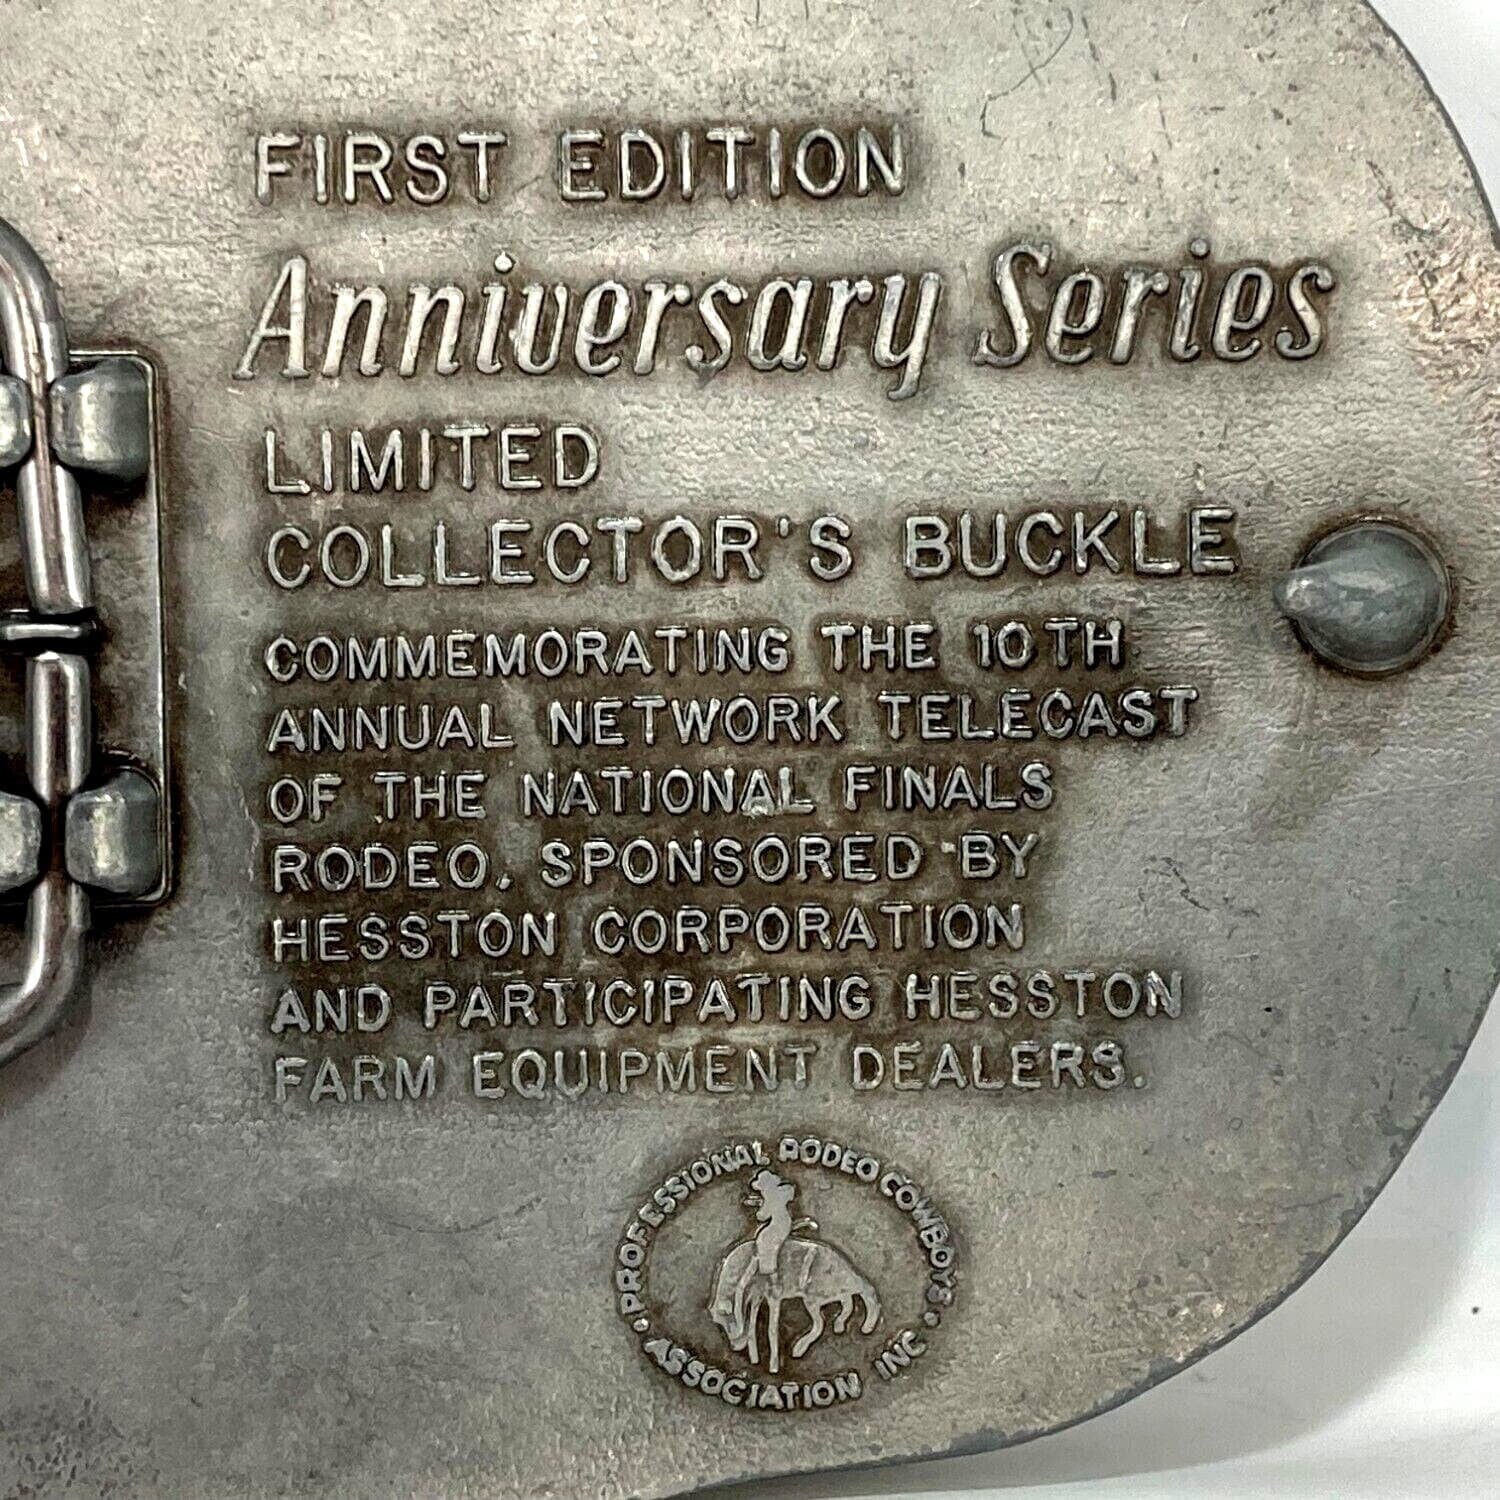 FIRST EDITION
Anniversary Series
LIMITED
COLLECTOR'S BUCKLE
COMMEMORATING THE 10TH
ANNUAL NETWORK TELECAST
OF THE NATIONAL FINALS
RODEO. SPONSORED BY
HESSTON CORPORATION
AND PARTICIPATING HESSTON
FARM EQUIPMENT DEALERS.
PROFESSIONAL RODEO COWBOYS
• ASSOCIATION INC •